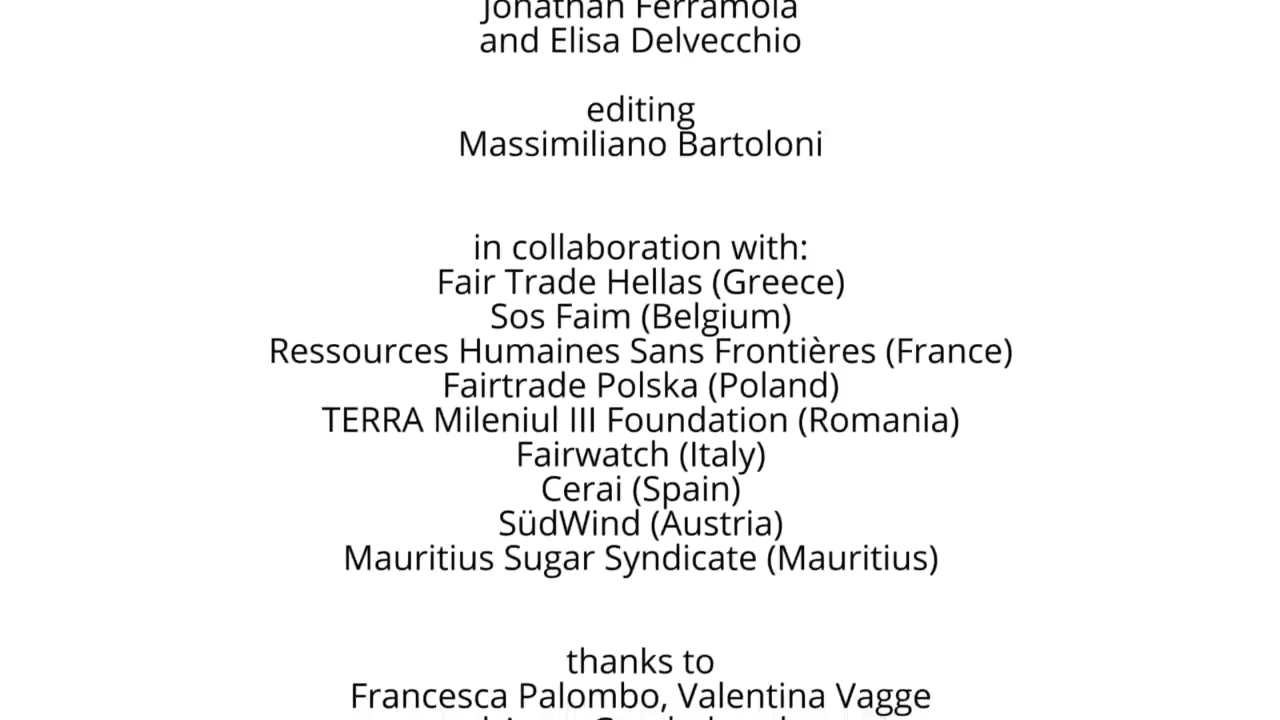 Jonathan Ferramola
and Elisa Delvecchio
editing
Massimiliano Bartoloni
in collaboration with:
Fair Trade Hellas (Greece)
Sos Faim (Belgium)
Ressources Humaines Sans Frontières (France)
Fairtrade Polska (Poland)
TERRA Mileniul III Foundation (Romania)
Fairwatch (Italy)
Cerai (Spain)
SüdWind (Austria)
Mauritius Sugar Syndicate (Mauritius)
thanks to
Francesca Palombo, Valentina Vagge